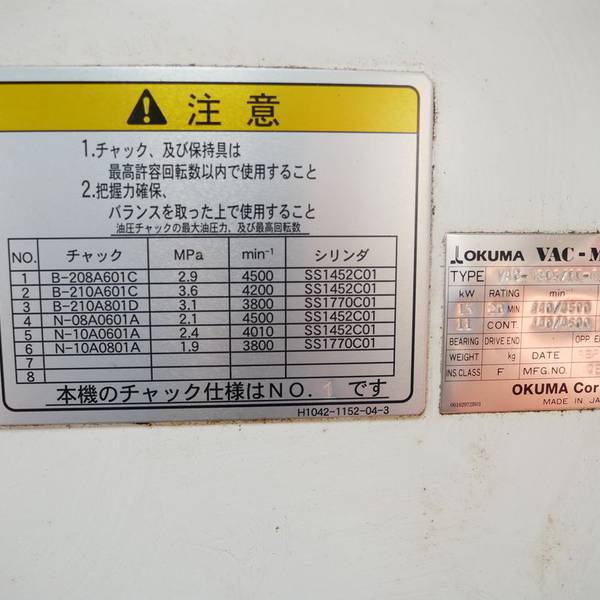 注意
1.チャック、及び保持具は
最高許容回転数以内で使用すること
2.把握力確保、
バランスを取った上で使用すること
油圧チャックの最大油圧力、及び最高回転数
NO. チャック MPa min⁻¹ シリンダ
1 B-208A601C 2.9 4500 SS1452C01
2 B-210A601C 3.6 4200 SS1452C01
3 B-210A801D 3.1 3800 SS1770C01
4 N-08A0601A 2.1 4500 SS1452C01
5 N-10A0601A 2.4 4010 SS1452C01
6 N-10A0801A 1.9 3800 SS1770C01
7
8
本機のチャック仕様はNO. 1 です
H1042-1152-04-3
OKUMA VAC-M
TYPE
kW RATING min
15 MIN
11 CONT.
BEARING DRIVE END OPP.
WEIGHT kg DATE
INS CLASS F MFG.NO.
OKUMA Cor
MADE IN JA